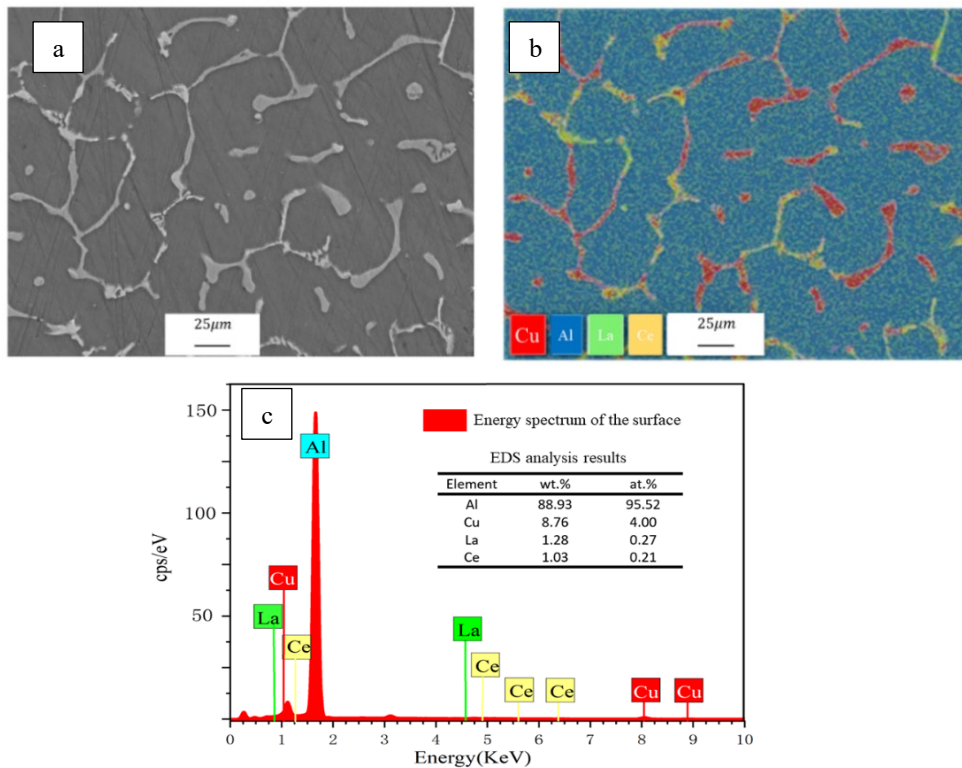 a
b
25μm
Cu Al La Ce 25μm
c
150
100
50
0
cps/eV
Energy spectrum of the surface
EDS analysis results
Element wt.% at.%
Al 88.93 95.52
Cu 8.76 4.00
La 1.28 0.27
Ce 1.03 0.21
Al
Cu
La
Ce
La
Ce
Ce
Ce
Cu
Cu
0 1 2 3 4 5 6 7 8 9 10
Energy(KeV)